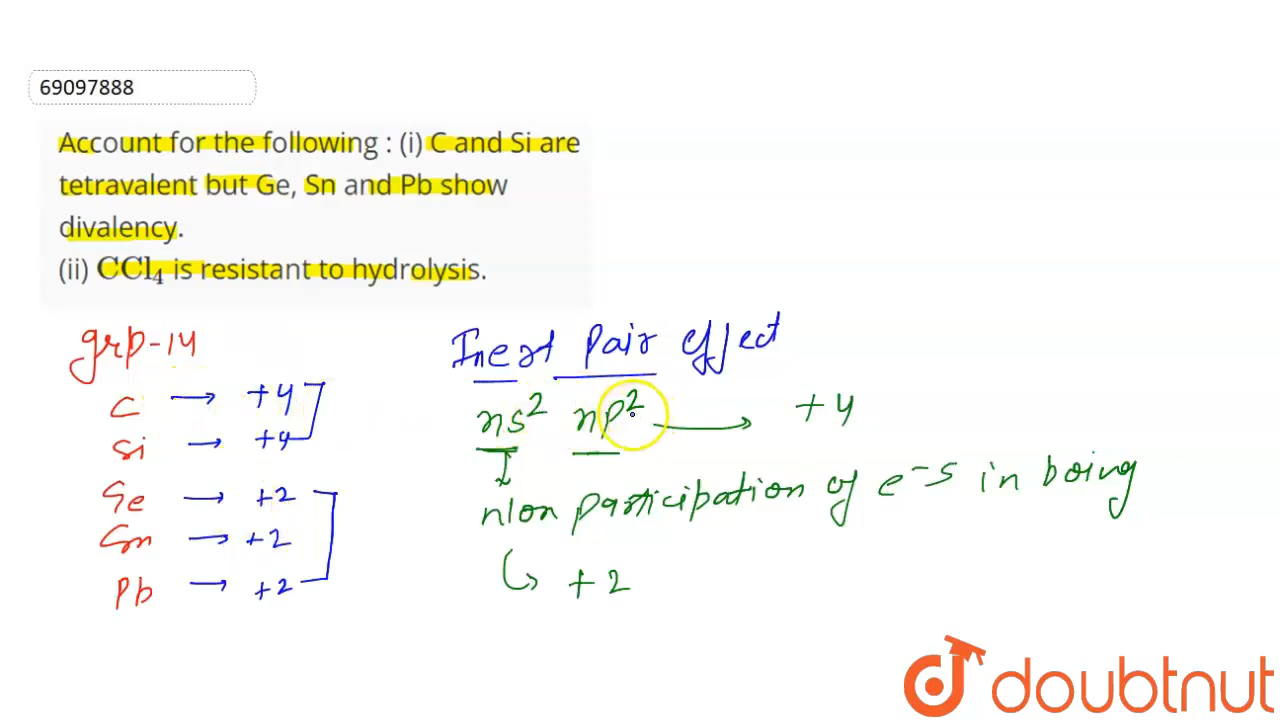 69097888
Account for the following : (i) C and Si are
tetravalent but Ge, Sn and Pb show
divalency.
(ii) CCl₄ is resistant to hydrolysis.
grp-14
C → +4
Si → +4
Ge → +2
Sn → +2
Pb → +2
Inert Pair effect
ns² np² → +4
Non participation of e⁻s in boing
↳ +2
doubtnut